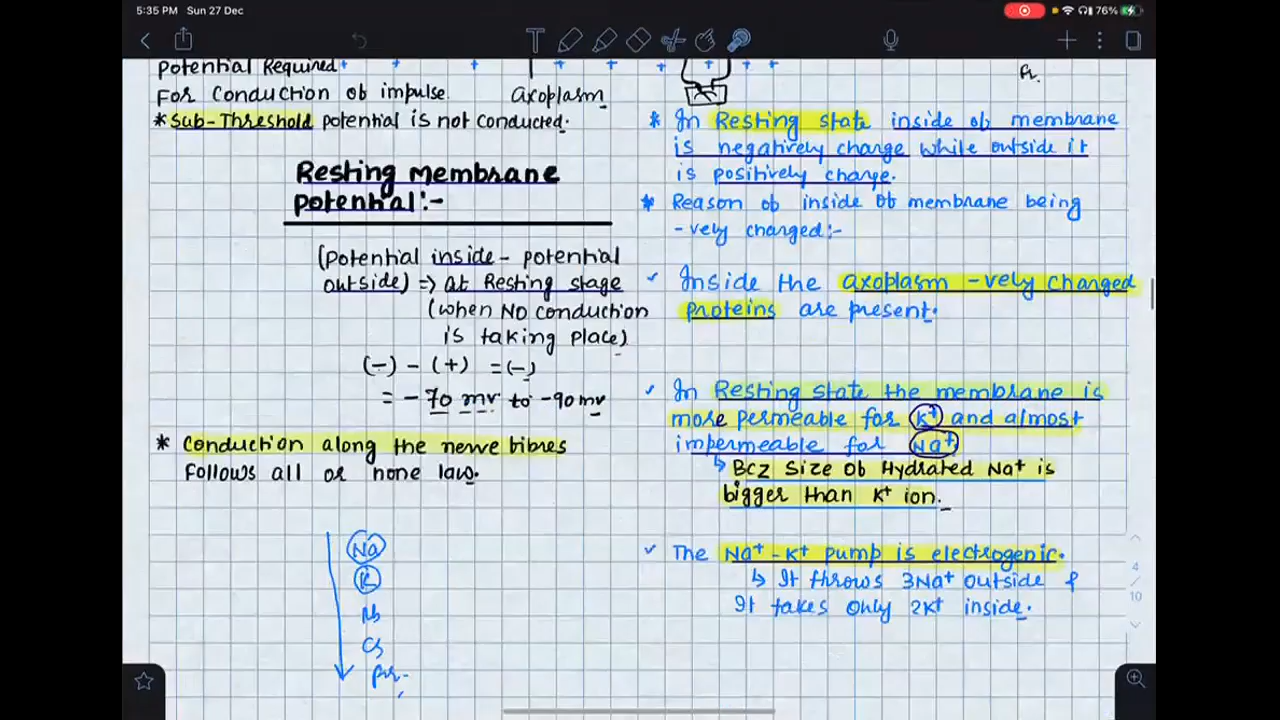 5:35 PM Sun 27 Dec
76%
Potential Required
For Conduction of impulse.
axoplasm
*Sub-Threshold potential is not conducted.
Resting membrane
potential:-
(potential inside - potential
outside) => at Resting stage
(when NO conduction
is taking place)
(-) - (+) = (-)
= -70 mv to -90 mv
* Conduction along the nerve fibres
Follows all or none law.
Na
K
Rb
Cs
Fr
Fr.
* In Resting state inside of membrane
is negatively charge while outside it
is positively charge.
* Reason of inside of membrane being
-vely charged:-
✓ Inside the axoplasm -vely charged
proteins are present.
✓ In Resting state the membrane is
more permeable for K+ and almost
impermeable for Na+
↳ Bcz Size of Hydrated Na+ is
bigger than K+ ion.
✓ The Na+ - K+ pump is electrogenic.
↳ It throws 3Na+ outside &
It takes only 2K+ inside.
4
/
10